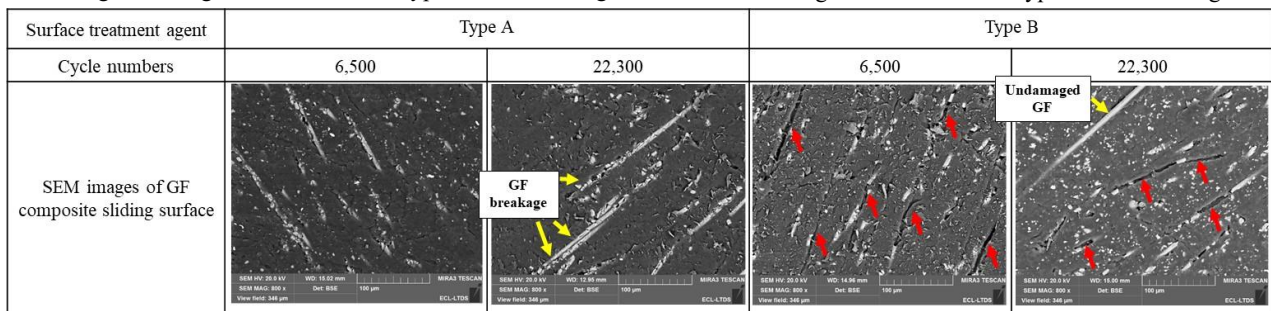 Surface treatment agent
Type A
Type B
Cycle numbers
6,500
22,300
6,500
22,300
SEM images of GF
composite sliding surface
GF
breakage
Undamaged
GF
SEM HV: 20.0 kV WD: 15.02 mm MIRA3 TESCAN
SEM MAG: 800 x Det: BSE 100 µm
View field: 346 µm ECL-LTDS
SEM HV: 20.0 kV WD: 12.96 mm MIRA3 TESCAN
SEM MAG: 800 x Det: BSE 100 µm
View field: 346 µm ECL-LTDS
SEM HV: 20.0 kV WD: 14.96 mm MIRA3 TESCAN
SEM MAG: 800 x Det: BSE 100 µm
View field: 346 µm ECL-LTDS
SEM HV: 20.0 kV WD: 15.00 mm MIRA3 TESCAN
SEM MAG: 800 x Det: BSE 100 µm
View field: 346 µm ECL-LTDS